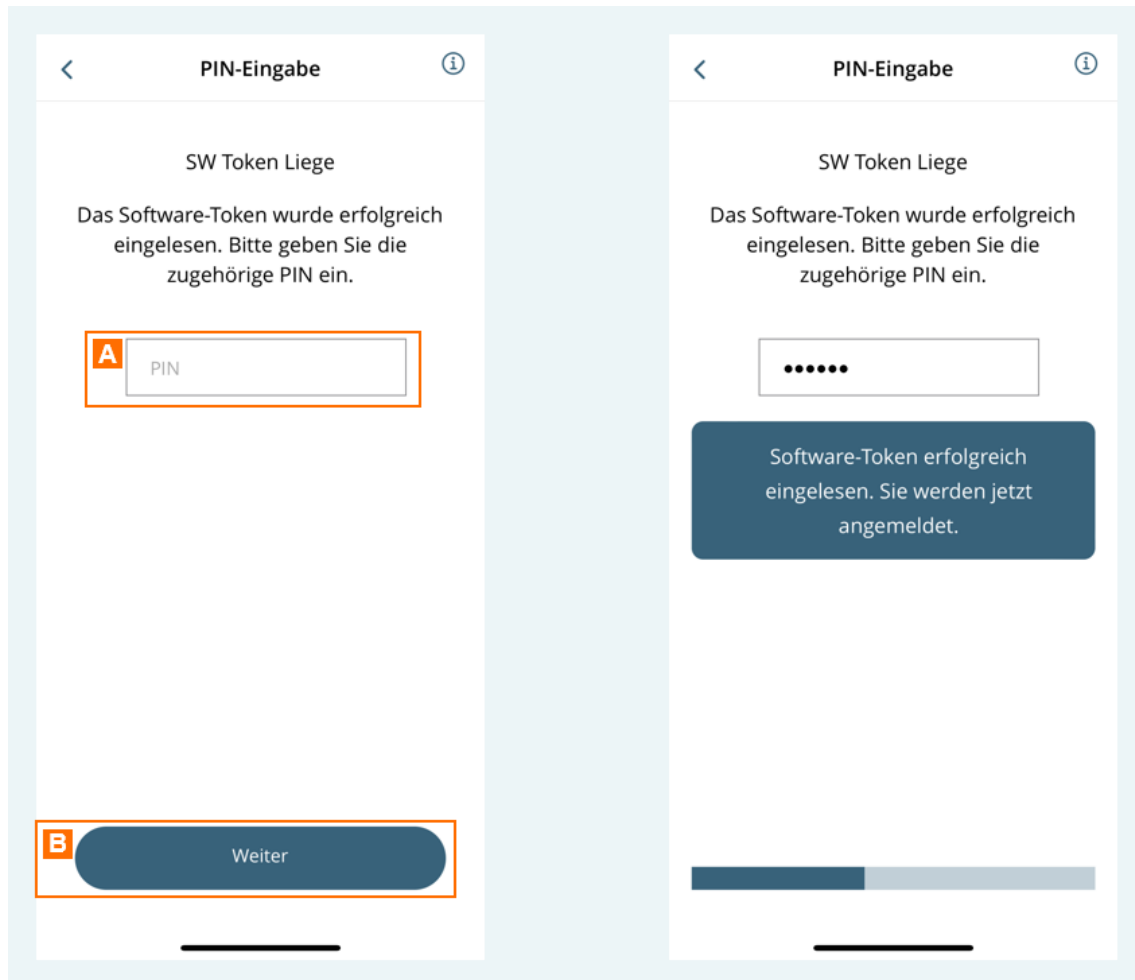 PIN-Eingabe
SW Token Liege
Das Software-Token wurde erfolgreich
eingelesen. Bitte geben Sie die
zugehörige PIN ein.
A
PIN
B
Weiter
PIN-Eingabe
SW Token Liege
Das Software-Token wurde erfolgreich
eingelesen. Bitte geben Sie die
zugehörige PIN ein.
••••••
Software-Token erfolgreich
eingelesen. Sie werden jetzt
angemeldet.